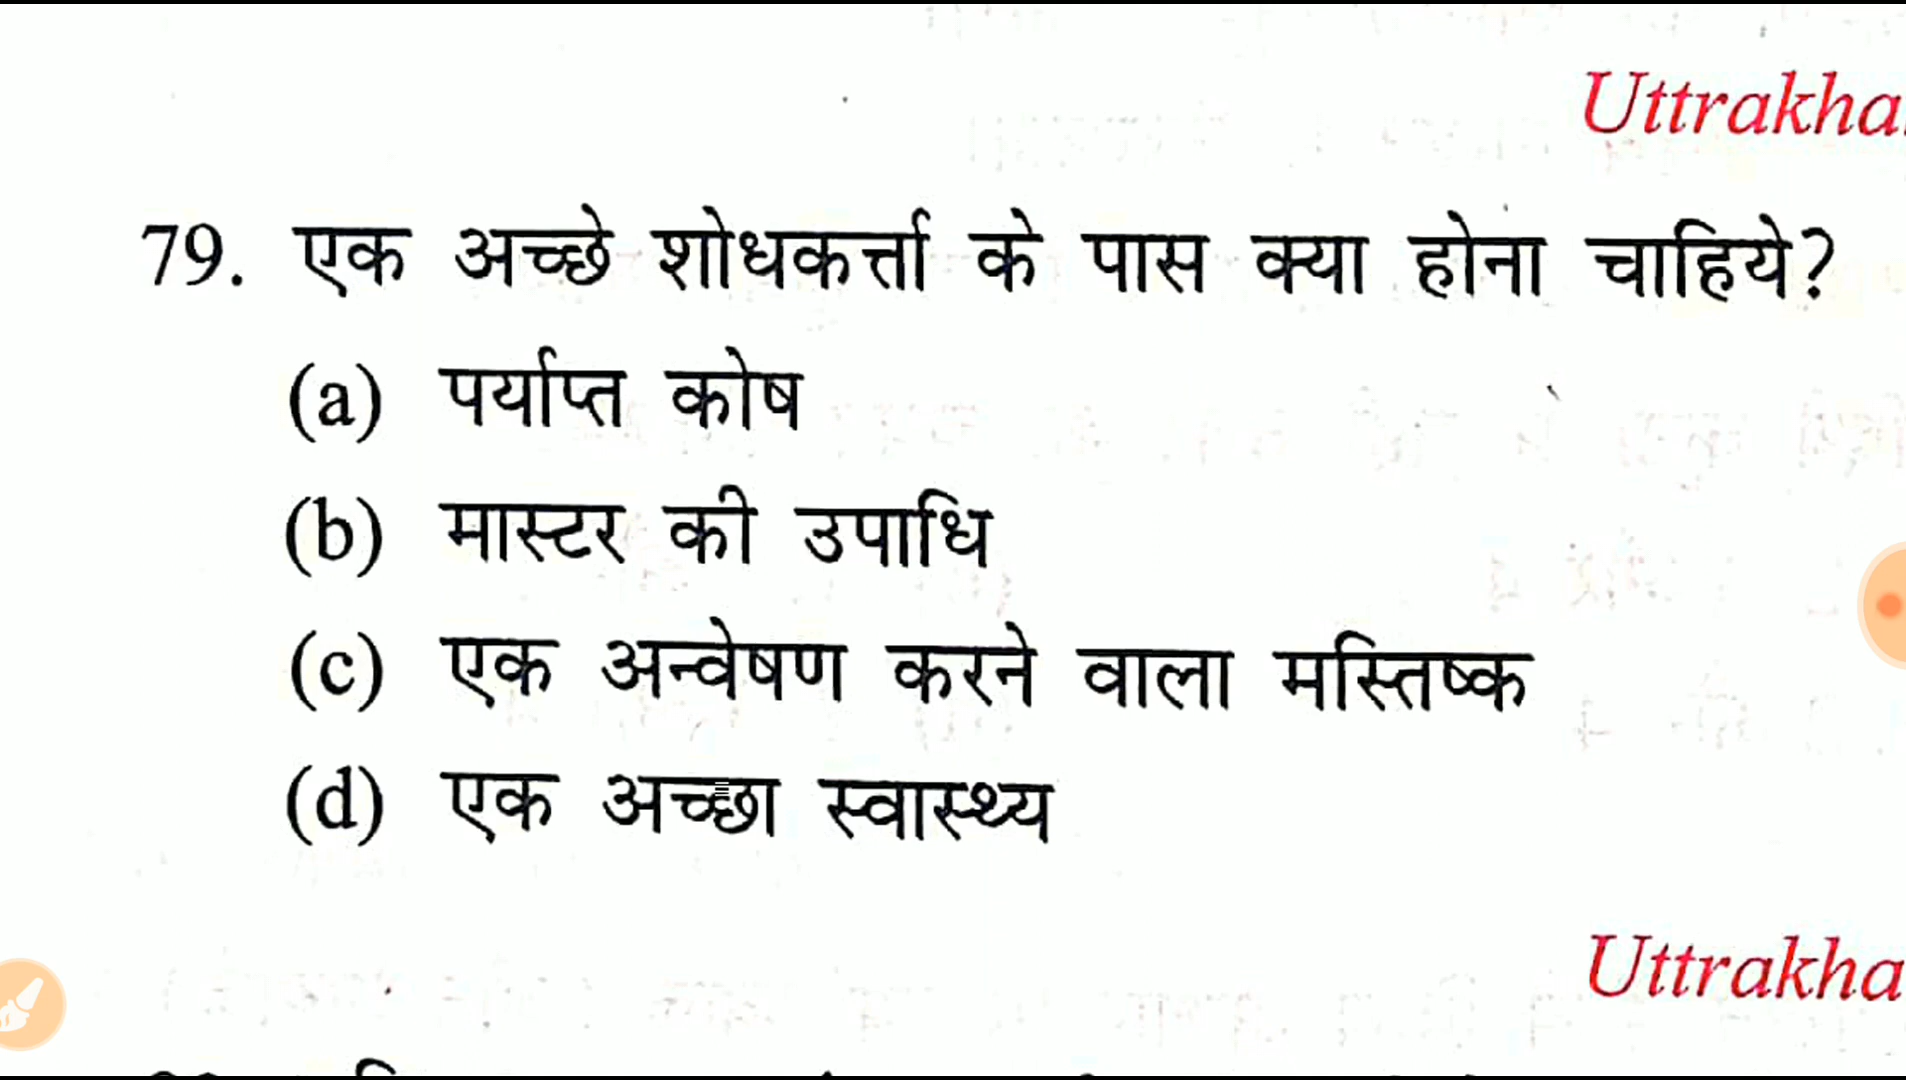 Uttrakha
79. एक अच्छे शोधकर्त्ता के पास क्या होना चाहिये?
(a) पर्याप्त कोष
(b) मास्टर की उपाधि
(c) एक अन्वेषण करने वाला मस्तिष्क
(d) एक अच्छा स्वास्थ्य
Uttrakha